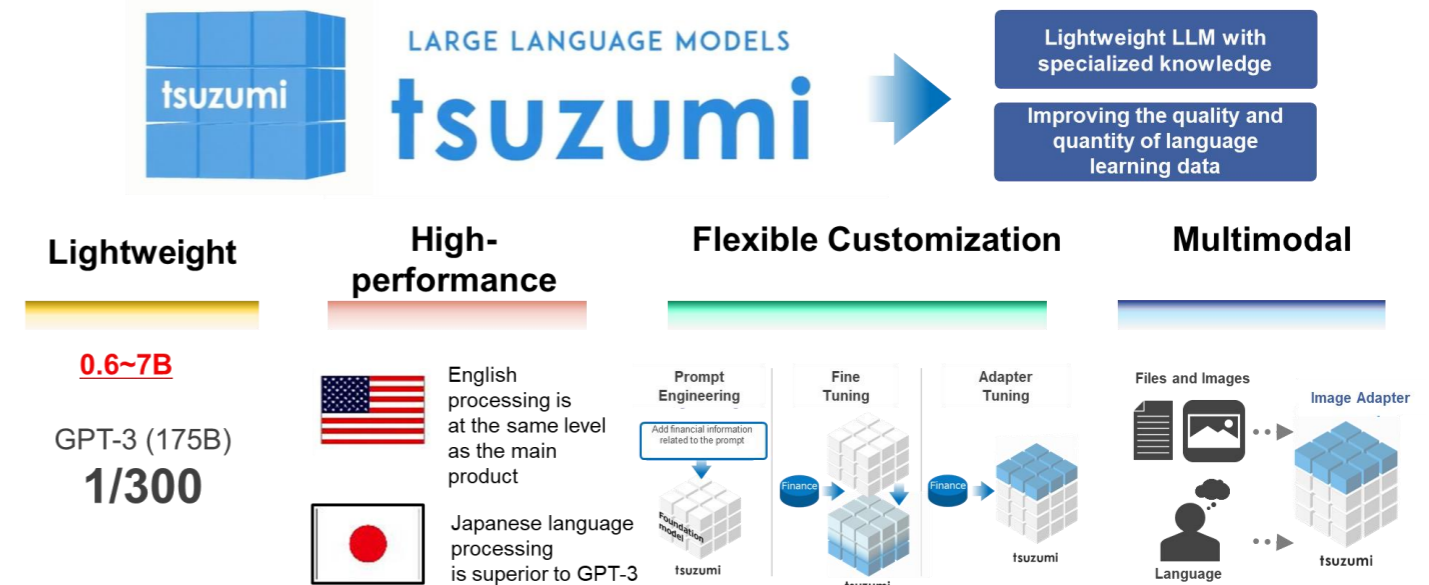 tsuzumi
LARGE LANGUAGE MODELS
tsuzumi
Lightweight LLM with
specialized knowledge
Improving the quality and
quantity of language
learning data
Lightweight
0.6~7B
GPT-3 (175B)
1/300
High-
performance
English
processing is
at the same level
as the main
product
Japanese language
processing
is superior to GPT-3
Flexible Customization
Prompt
Engineering
Add financial information
related to the prompt
Foundation
model
tsuzumi
Fine
Tuning
Finance
tsuzumi
Adapter
Tuning
Finance
tsuzumi
Multimodal
Files and Images
Image Adapter
Language
tsuzumi